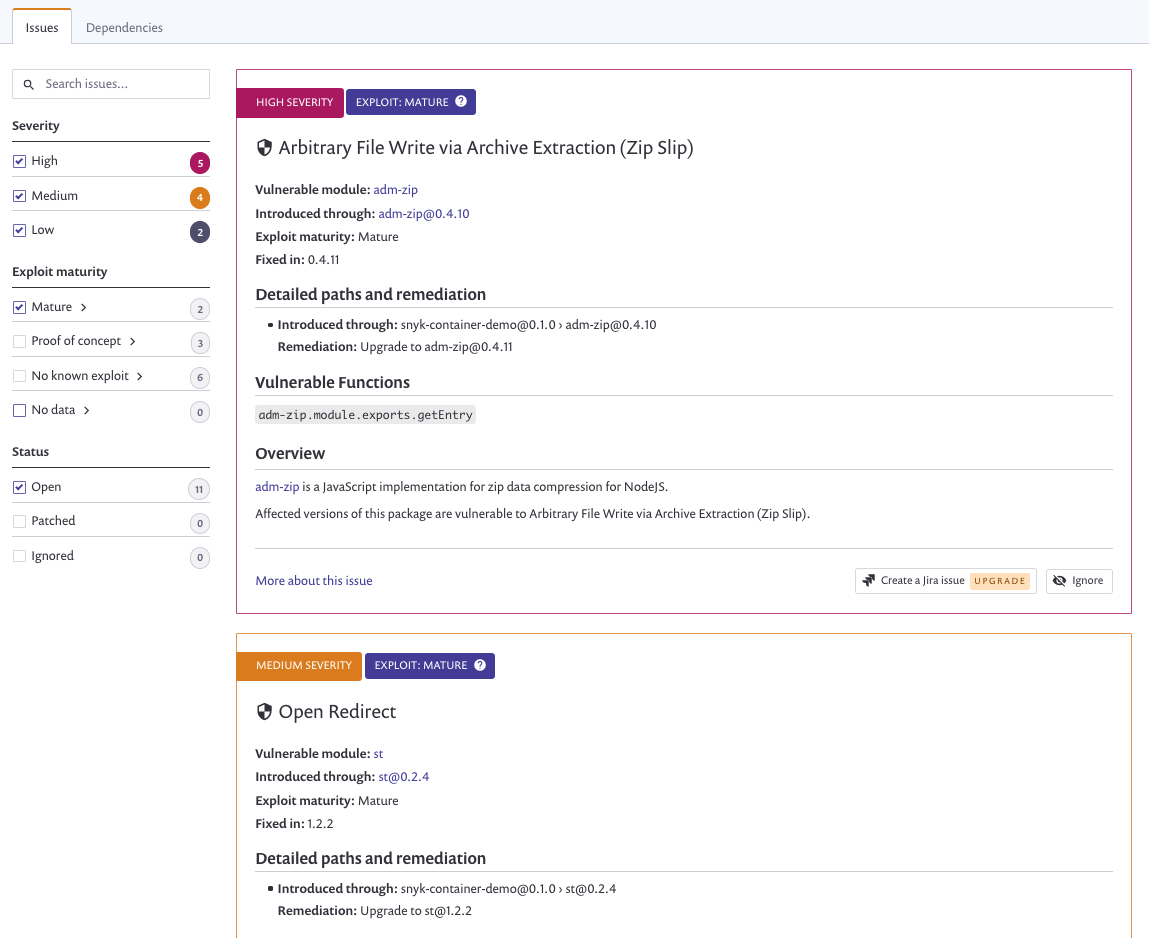 Issues
Dependencies
Search issues...
Severity
High 5
Medium 4
Low 2
Exploit maturity
Mature > 2
Proof of concept > 3
No known exploit > 6
No data > 0
Status
Open 11
Patched 0
Ignored 0
HIGH SEVERITY
EXPLOIT: MATURE ?
Arbitrary File Write via Archive Extraction (Zip Slip)
Vulnerable module: adm-zip
Introduced through: adm-zip@0.4.10
Exploit maturity: Mature
Fixed in: 0.4.11
Detailed paths and remediation
• Introduced through: snyk-container-demo@0.1.0 › adm-zip@0.4.10
Remediation: Upgrade to adm-zip@0.4.11
Vulnerable Functions
adm-zip.module.exports.getEntry
Overview
adm-zip is a JavaScript implementation for zip data compression for NodeJS.
Affected versions of this package are vulnerable to Arbitrary File Write via Archive Extraction (Zip Slip).
More about this issue
Create a Jira issue UPGRADE
Ignore
MEDIUM SEVERITY
EXPLOIT: MATURE ?
Open Redirect
Vulnerable module: st
Introduced through: st@0.2.4
Exploit maturity: Mature
Fixed in: 1.2.2
Detailed paths and remediation
• Introduced through: snyk-container-demo@0.1.0 › st@0.2.4
Remediation: Upgrade to st@1.2.2